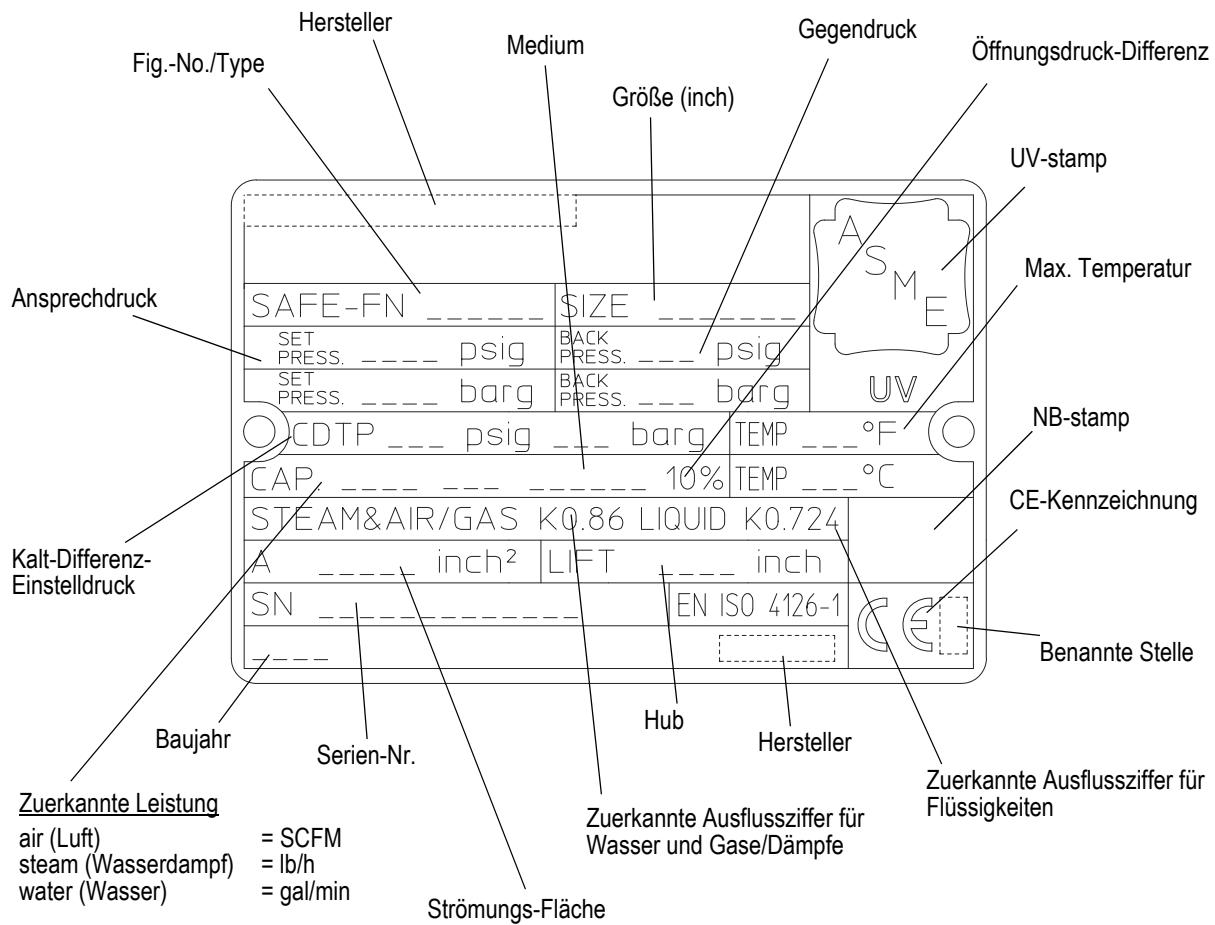 Hersteller
Medium
Gegendruck
Fig.-No./Type
Öffnungsdruck-Differenz
Größe (inch)
UV-stamp
Max. Temperatur
Ansprechdruck
NB-stamp
CE-Kennzeichnung
Kalt-Differenz-
Einstelldruck
Benannte Stelle
A
S
M
E
UV
SAFE-FN ______ SIZE _______
SET PRESS. ____ psig BACK PRESS. ___ psig
SET PRESS. ____ barg BACK PRESS. ___ barg
CDTP ___ psig ___ barg TEMP ___°F
CAP. ____ ___ ______ 10% TEMP ___°C
STEAM&AIR/GAS K0.86 LIQUID K0.724
A _____ inch² LIFT ____ inch
SN _____________ EN ISO 4126-1
____
CE
Baujahr
Serien-Nr.
Hub
Hersteller
Zuerkannte Ausflussziffer für
Flüssigkeiten
Zuerkannte Ausflussziffer für
Wasser und Gase/Dämpfe
Strömungs-Fläche
Zuerkannte Leistung
air (Luft) = SCFM
steam (Wasserdampf) = lb/h
water (Wasser) = gal/min